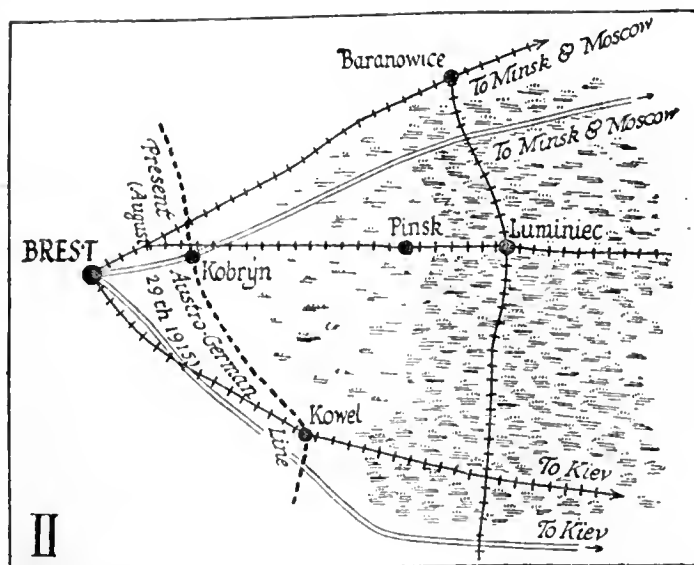 Baranowice
To Minsk & Moscow
To Minsk & Moscow
Present
(August
BREST
Kobryn
Pinsk
Luminiec
Austro-German
29th 1915)
Kowel
Line
To Kiev
To Kiev
II